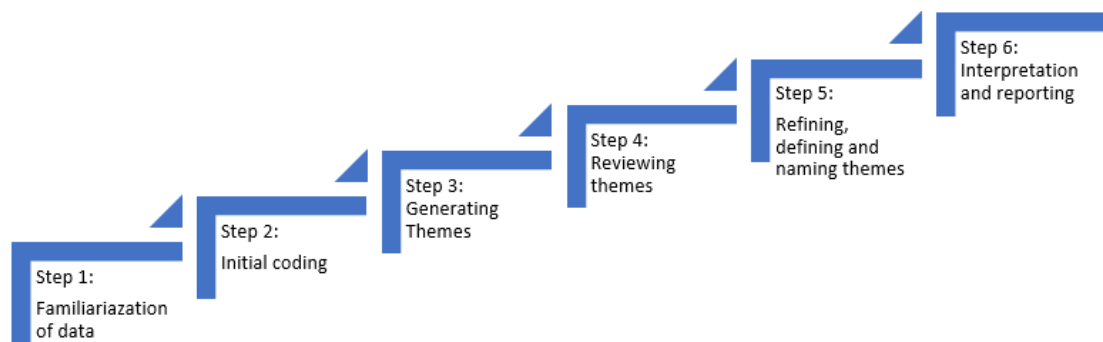 Step 1:
Familiariazation
of data
Step 2:
Initial coding
Step 3:
Generating
Themes
Step 4:
Reviewing
themes
Step 5:
Refining,
defining and
naming themes
Step 6:
Interpretation
and reporting